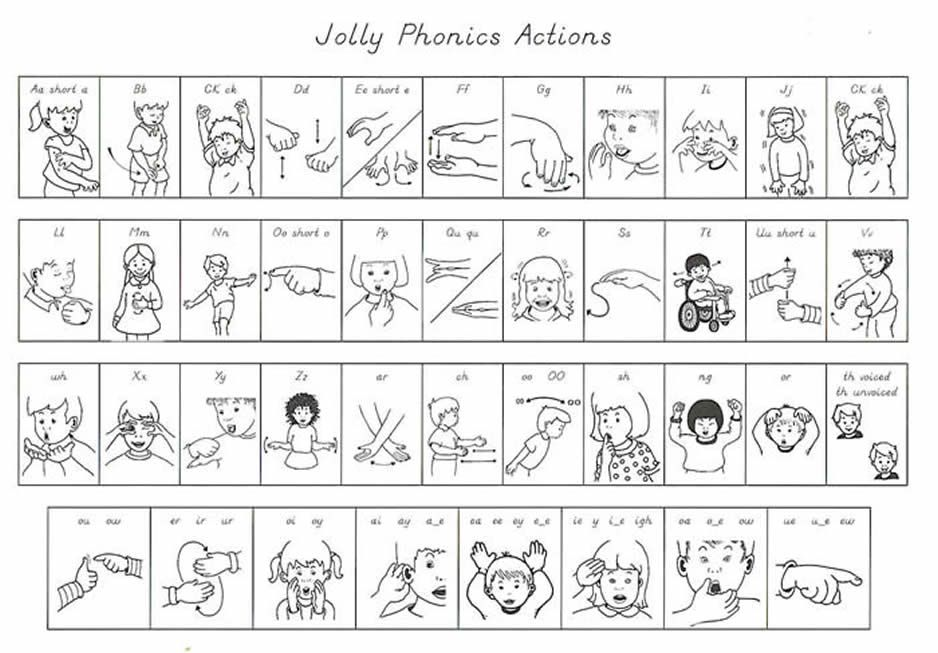 Jolly Phonics Actions
Aa short a Bb CK ck Dd Ee short e Ff Gg Hh Ii Jj CK ck
Ll Mm Nn Oo short o Pp Qu qu Rr Ss Tt Uu short u Vv
wh Xx Yy Zz ar ch oo OO sh ng or th voiced
th unvoiced
oo OO
ou ow er ir ur oi oy ai ay a_e ea ee ey e_e ie y i_e igh oa o_e ow ue u_e ew